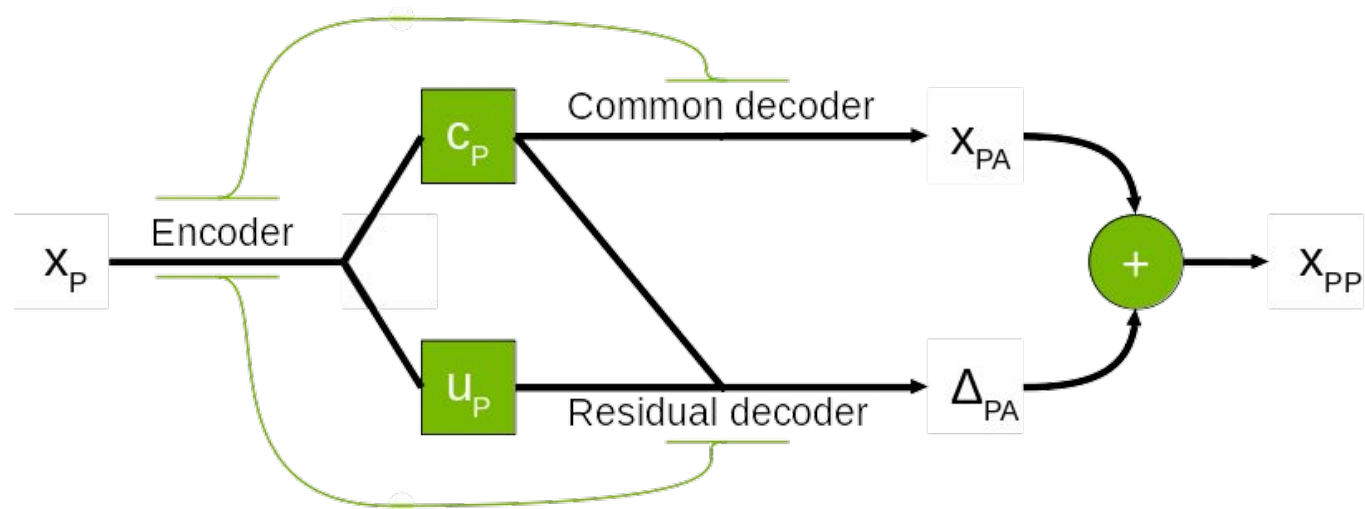 Common decoder
c_P
x_PA
Encoder
x_P
+
x_PP
u_P
Δ_PA
Residual decoder